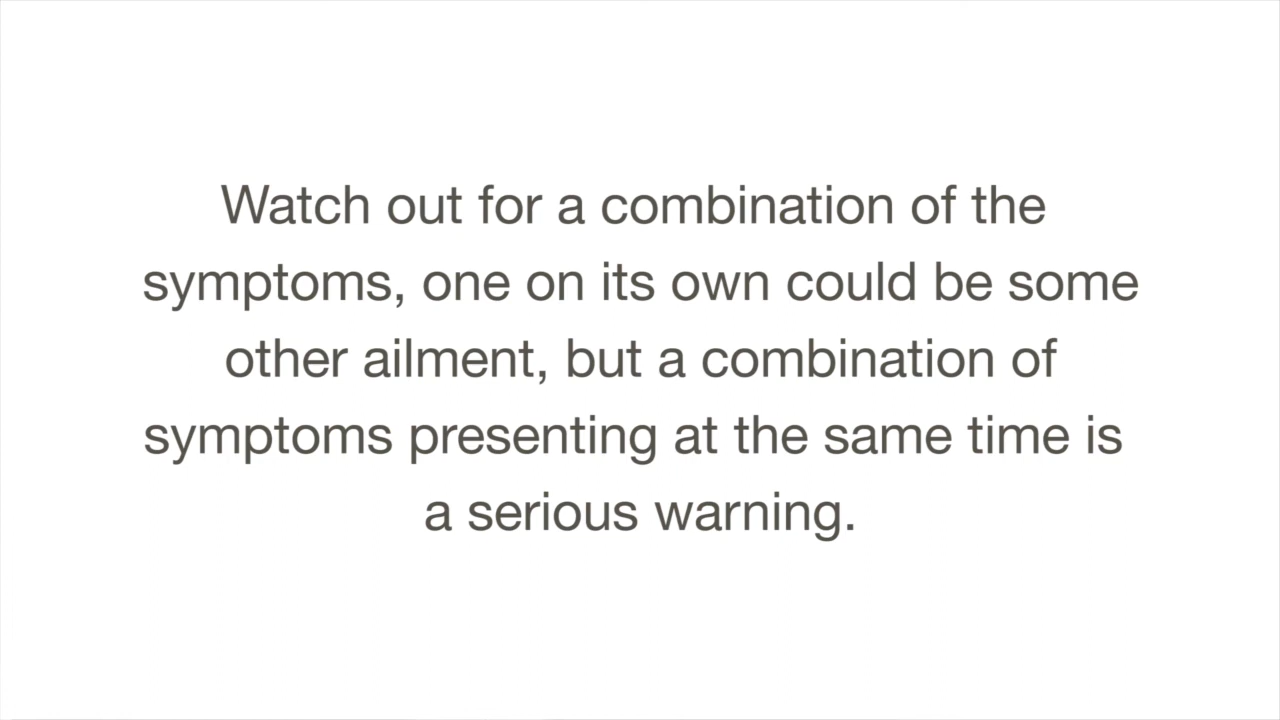 Watch out for a combination of the
symptoms, one on its own could be some
other ailment, but a combination of
symptoms presenting at the same time is
a serious warning.